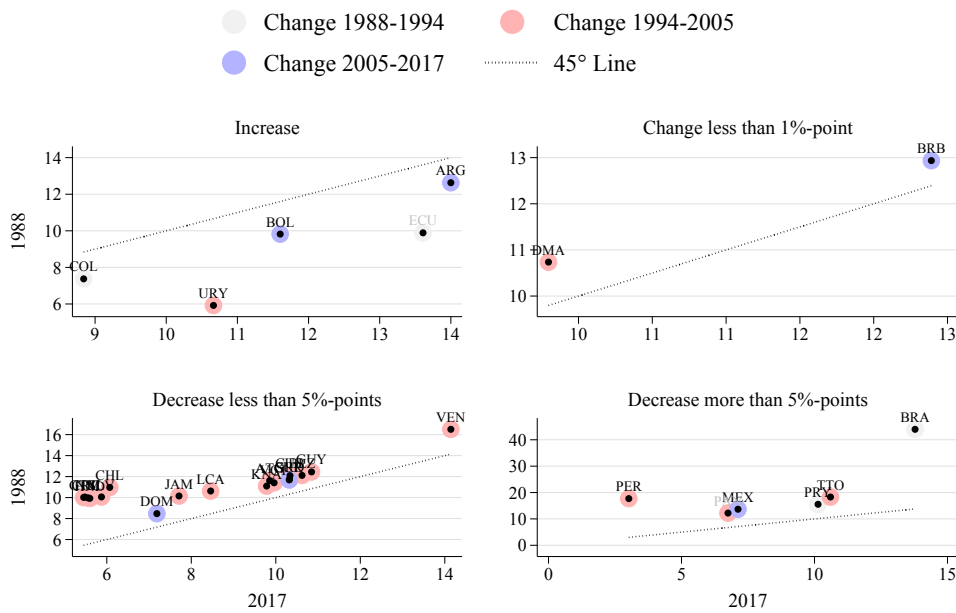 Change 1988-1994
Change 1994-2005
Change 2005-2017
45° Line
Increase
14
12
10
8
6
1988
ARG
BOL
ECU
COL
URY
9
10
11
12
13
14
Change less than 1%-point
13
12
11
10
BRB
DMA
10
11
11
12
12
13
Decrease less than 5%-points
16
14
12
10
8
6
1988
VEN
GUY
CHL
LCA
JAM
DOM
KNA
6
8
10
12
14
2017
Decrease more than 5%-points
40
30
20
10
0
BRA
PER
TTO
MEX
PRY
0
5
10
15
2017